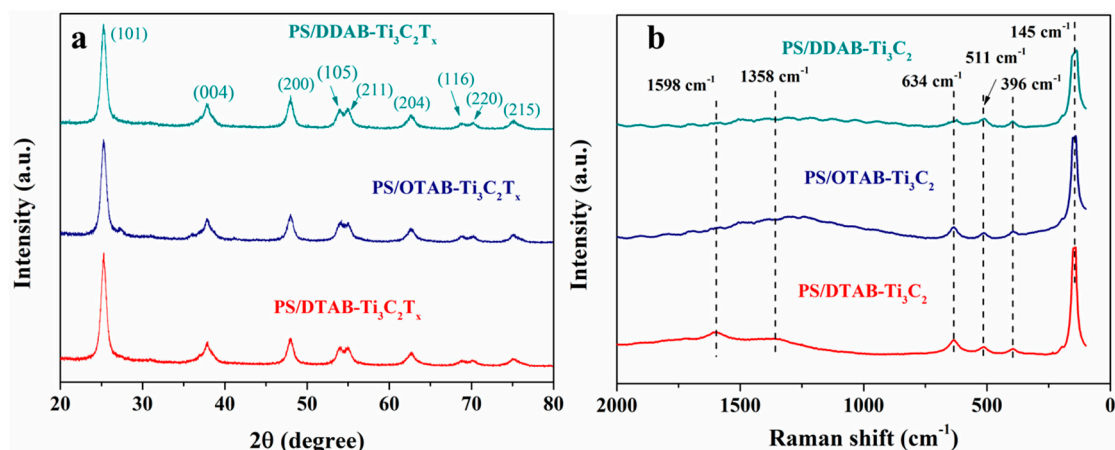 a
PS/DDAB-Ti₃C₂Tₓ
(101)
(004)
(200)
(105)
(211)
(204)
(116)
(220)
(215)
PS/OTAB-Ti₃C₂Tₓ
PS/DTAB-Ti₃C₂Tₓ
Intensity (a.u.)
20 30 40 50 60 70 80
2θ (degree)
b
PS/DDAB-Ti₃C₂
145 cm⁻¹
511 cm⁻¹
1598 cm⁻¹
1358 cm⁻¹
634 cm⁻¹
396 cm⁻¹
PS/OTAB-Ti₃C₂
PS/DTAB-Ti₃C₂
Intensity (a.u.)
2000 1500 1000 500 0
Raman shift (cm⁻¹)